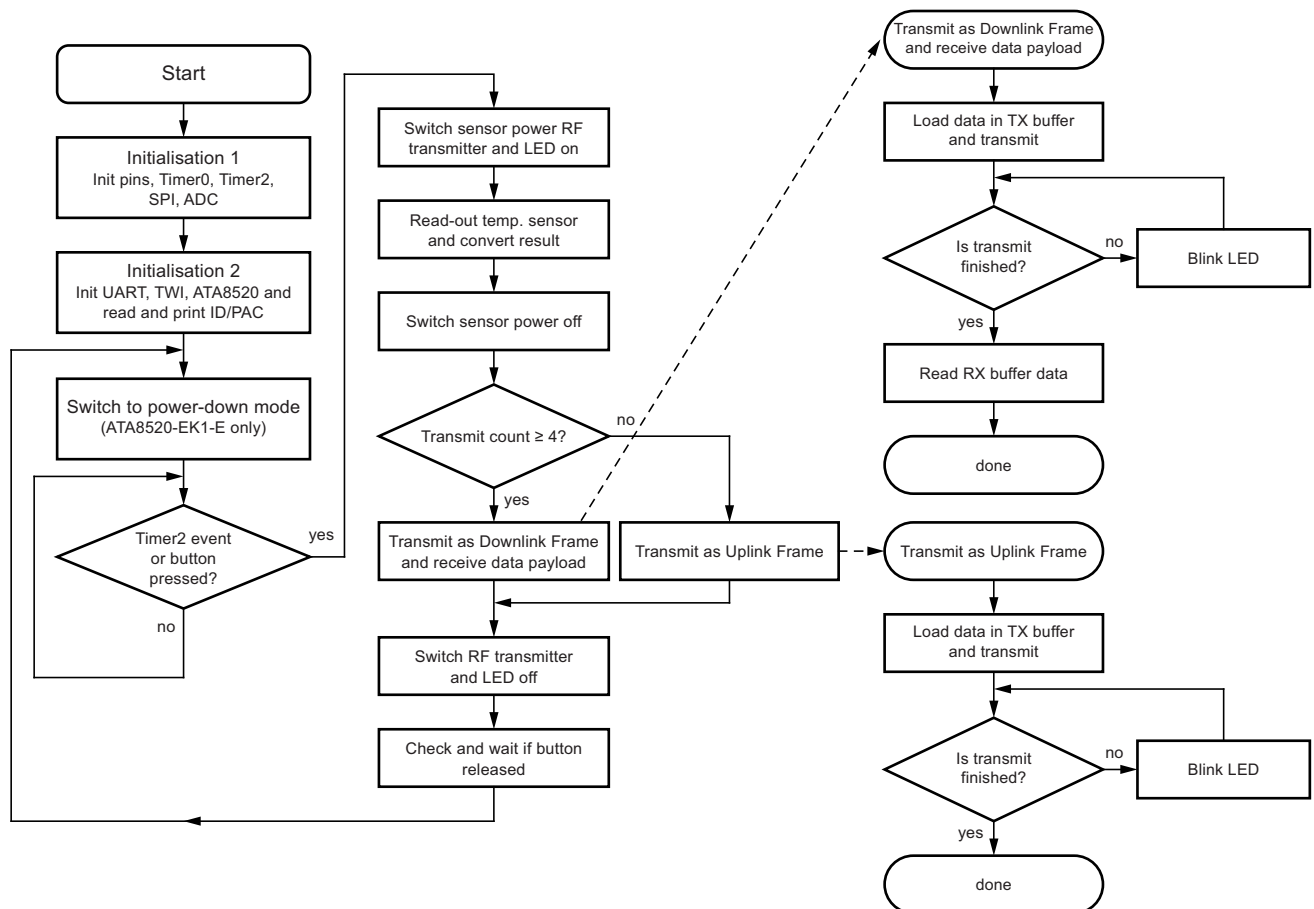 Start
Initialisation 1
Init pins, Timer0, Timer2,
SPI, ADC
Initialisation 2
Init UART, TWI, ATA8520 and
read and print ID/PAC
Switch to power-down mode
(ATA8520-EK1-E only)
Timer2 event
or button
pressed?
yes
no
Switch sensor power RF
transmitter and LED on
Read-out temp. sensor
and convert result
Switch sensor power off
Transmit count ≥ 4?
no
yes
Transmit as Downlink Frame
and receive data payload
Transmit as Uplink Frame
Switch RF transmitter
and LED off
Check and wait if button
released
Transmit as Downlink Frame
and receive data payload
Load data in TX buffer
and transmit
Is transmit
finished?
no
Blink LED
yes
Read RX buffer data
done
Transmit as Uplink Frame
Load data in TX buffer
and transmit
Is transmit
finished?
no
Blink LED
yes
done